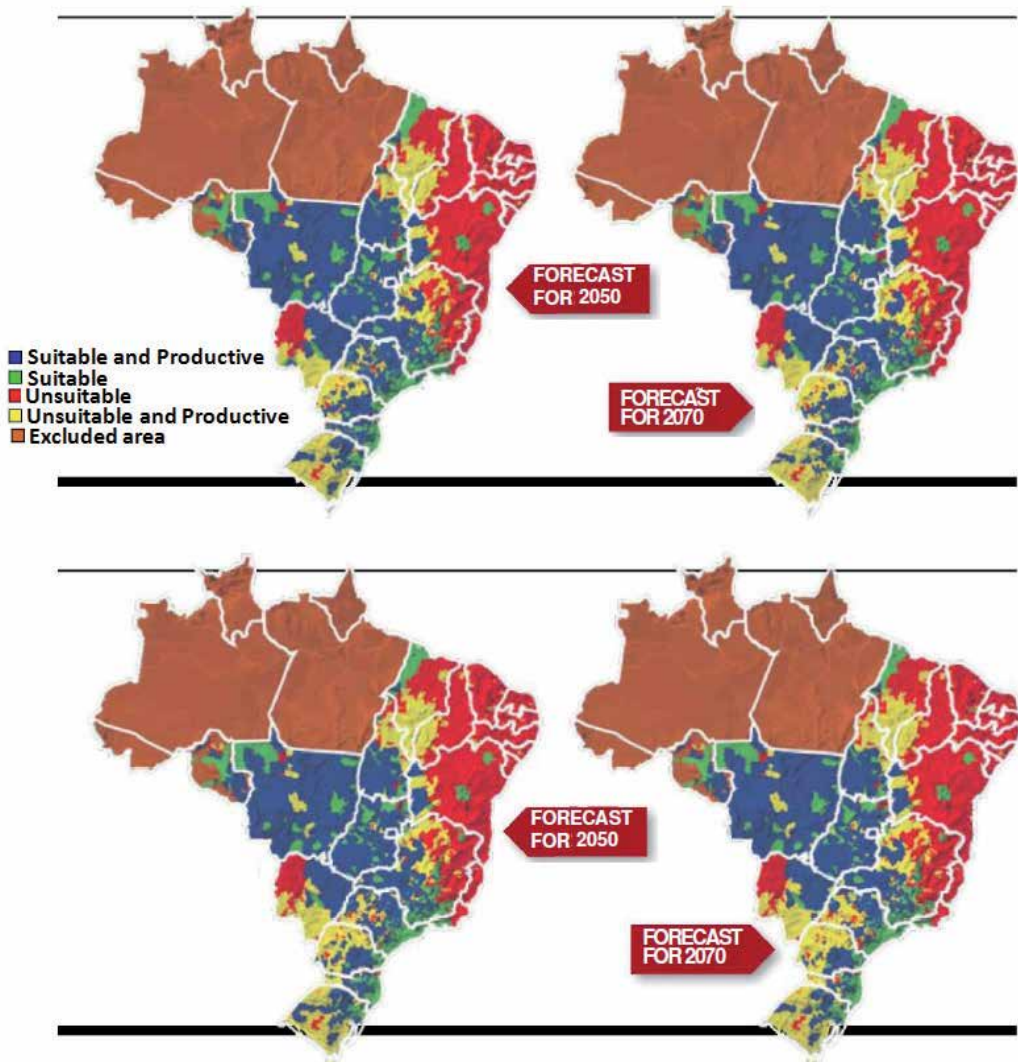 FORECAST
FOR 2050
Suitable and Productive
Suitable
Unsuitable
Unsuitable and Productive
Excluded area
FORECAST
FOR 2070
FORECAST
FOR 2050
FORECAST
FOR 2070